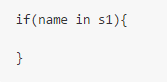 if(name in s1){
}